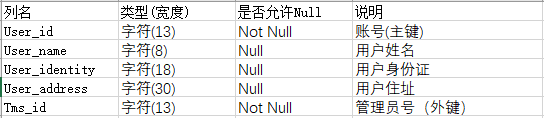 列名 类型(宽度) 是否允许Null 说明
User_id 字符(13) Not Null 账号(主键)
User_name 字符(8) Null 用户姓名
User_identity 字符(18) Null 用户身份证
User_address 字符(30) Null 用户住址
Tms_id 字符(13) Not Null 管理员号（外键）